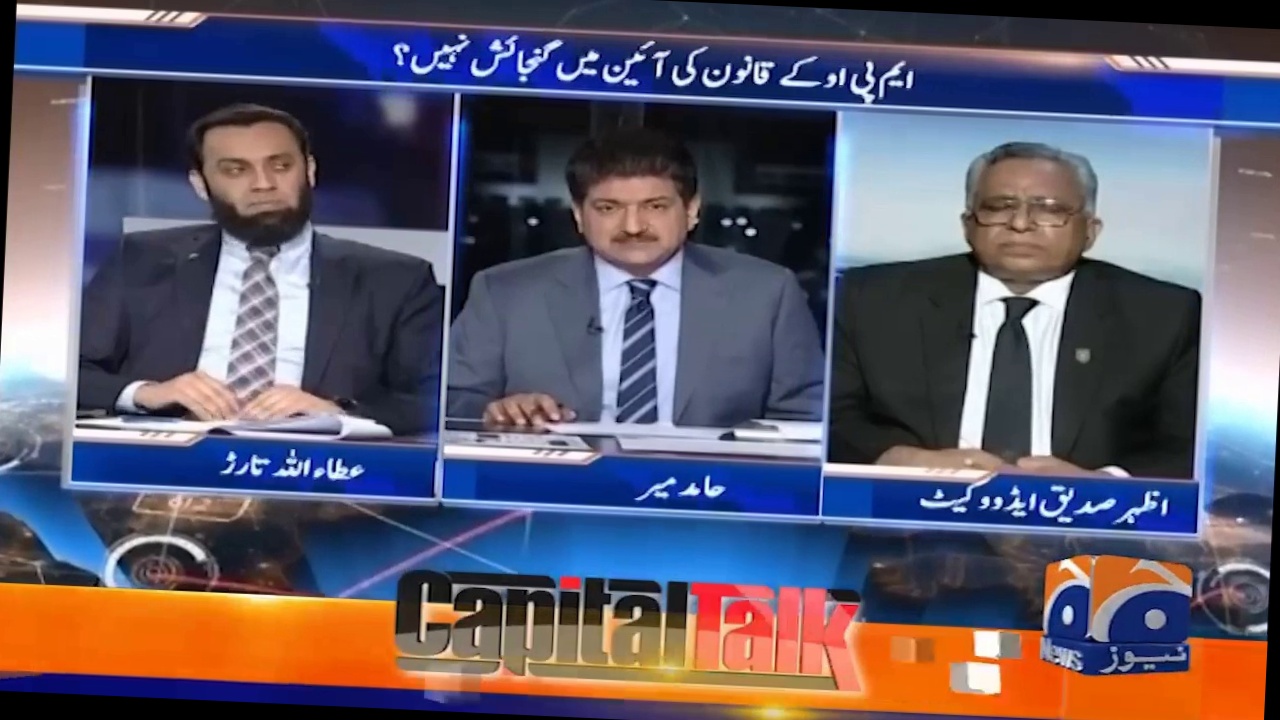 ایم پی او کے قانون کی آئین میں گنجائش نہیں؟
عطاء اللہ تارڑ
حامد میر
اظہر صدیق ایڈووکیٹ
Capital Talk
جیو
News نیوز